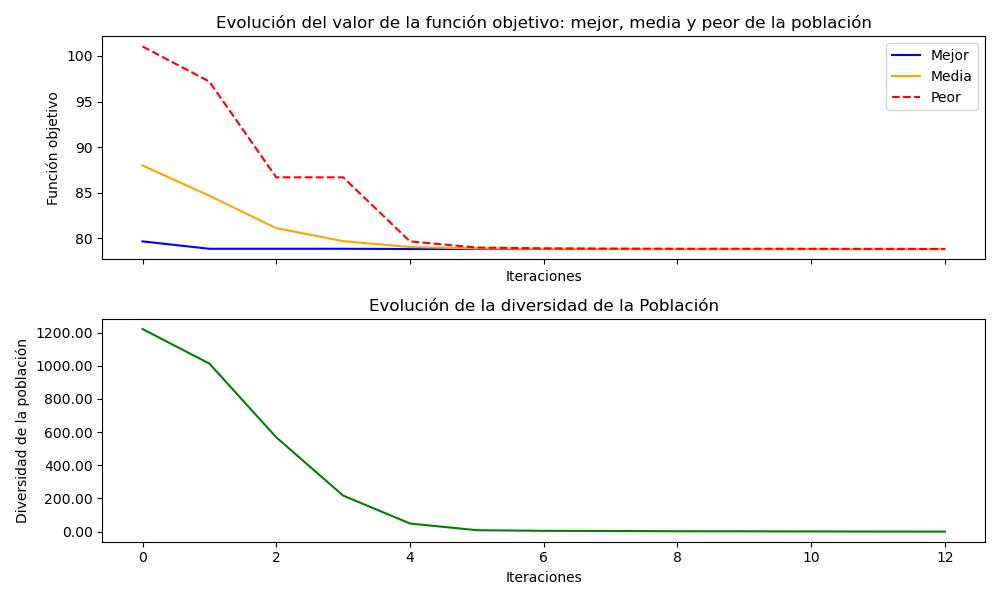 Evolución del valor de la función objetivo: mejor, media y peor de la población
100
95
90
85
80
Función objetivo
Mejor
Media
Peor
Iteraciones
Evolución de la diversidad de la Población
1200.00
1000.00
800.00
600.00
400.00
200.00
0.00
Diversidad de la población
0 2 4 6 8 10 12
Iteraciones